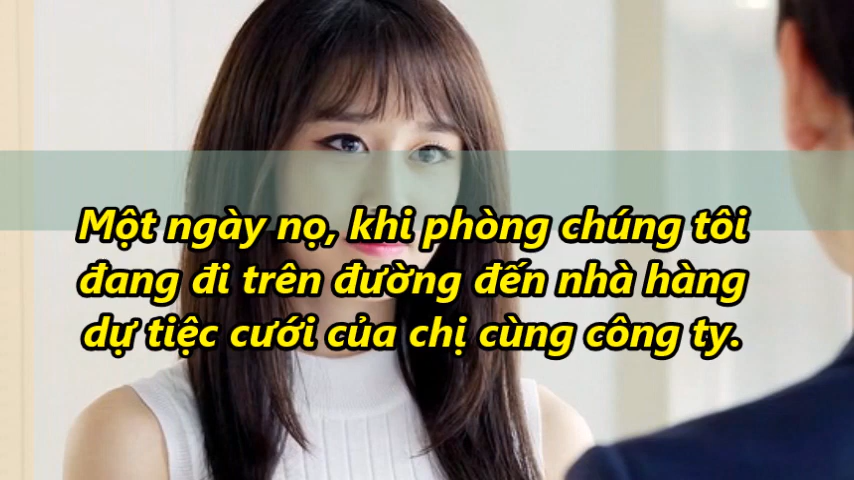 Một ngày nọ, khi phòng chúng tôi
đang đi trên đường đến nhà hàng
dự tiệc cưới của chị cùng công ty.